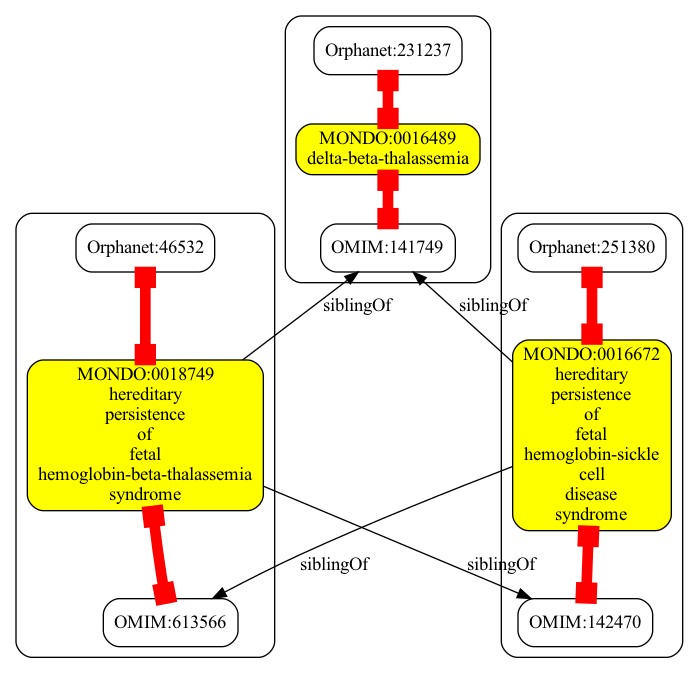 Orphanet:231237
MONDO:0016489
delta-beta-thalassemia
OMIM:141749
Orphanet:46532
Orphanet:251380
siblingOf
siblingOf
MONDO:0018749
hereditary
persistence
of
fetal
hemoglobin-beta-thalassemia
syndrome
MONDO:0016672
hereditary
persistence
of
fetal
hemoglobin-sickle
cell
disease
syndrome
siblingOf
siblingOf
OMIM:613566
OMIM:142470